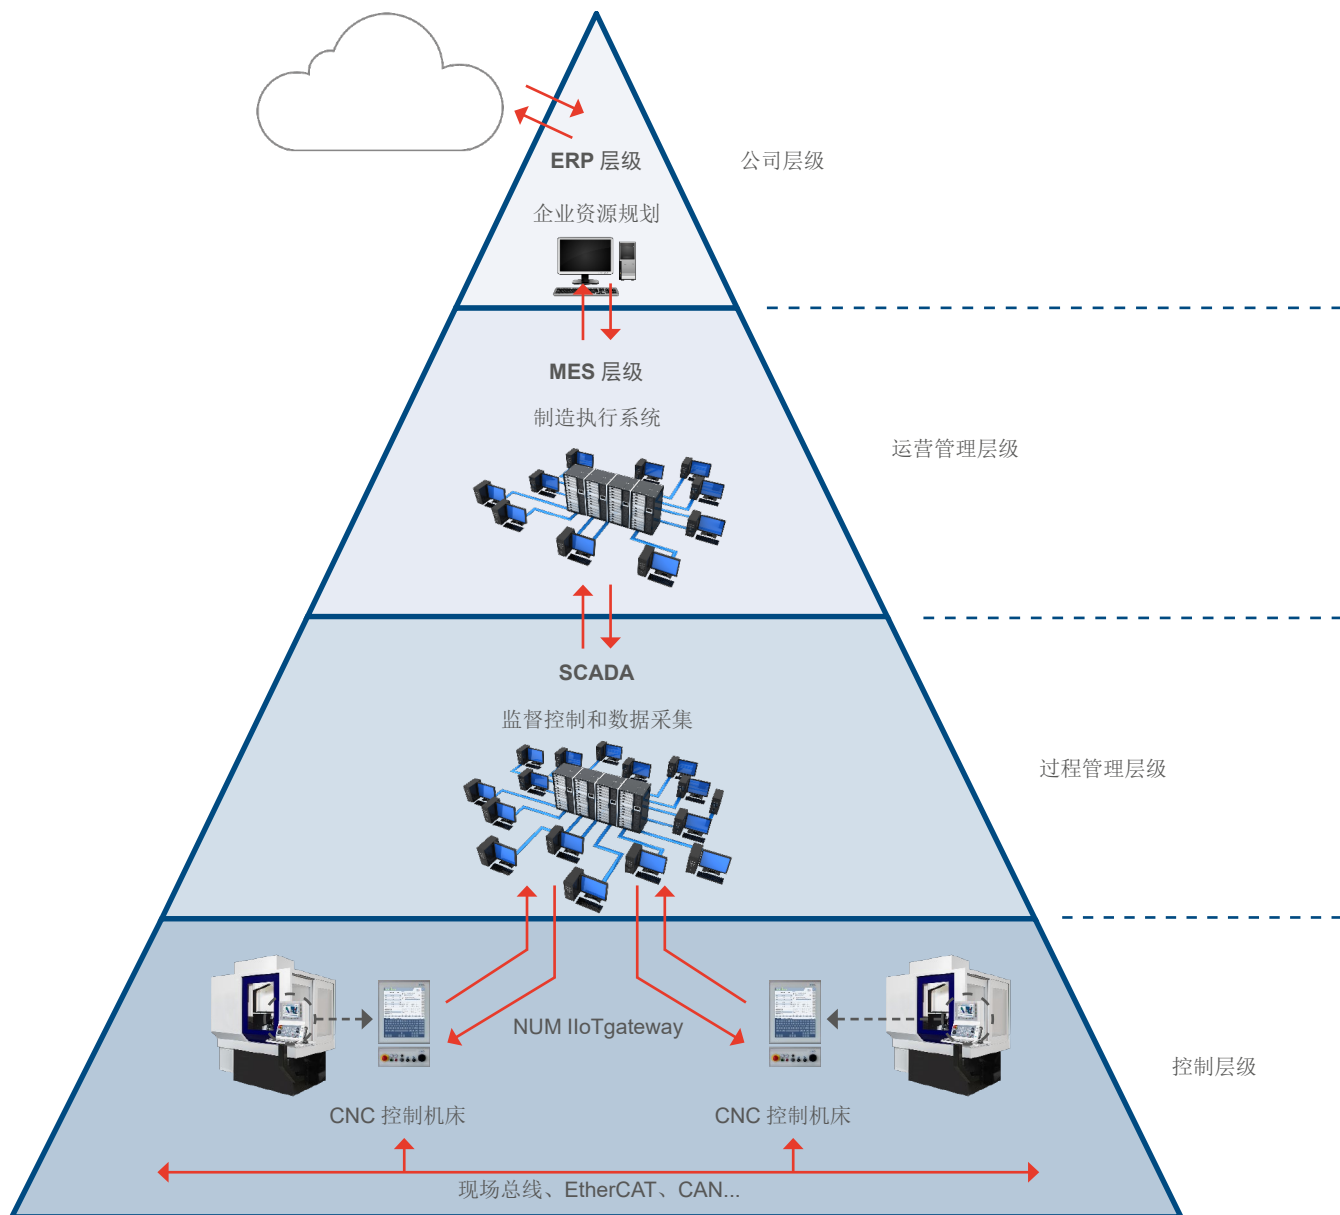 ERP 层级
公司层级
企业资源规划
MES 层级
制造执行系统
运营管理层级
SCADA
监督控制和数据采集
过程管理层级
NUM IIoTgateway
控制层级
CNC 控制机床
CNC 控制机床
现场总线、EtherCAT、CAN...